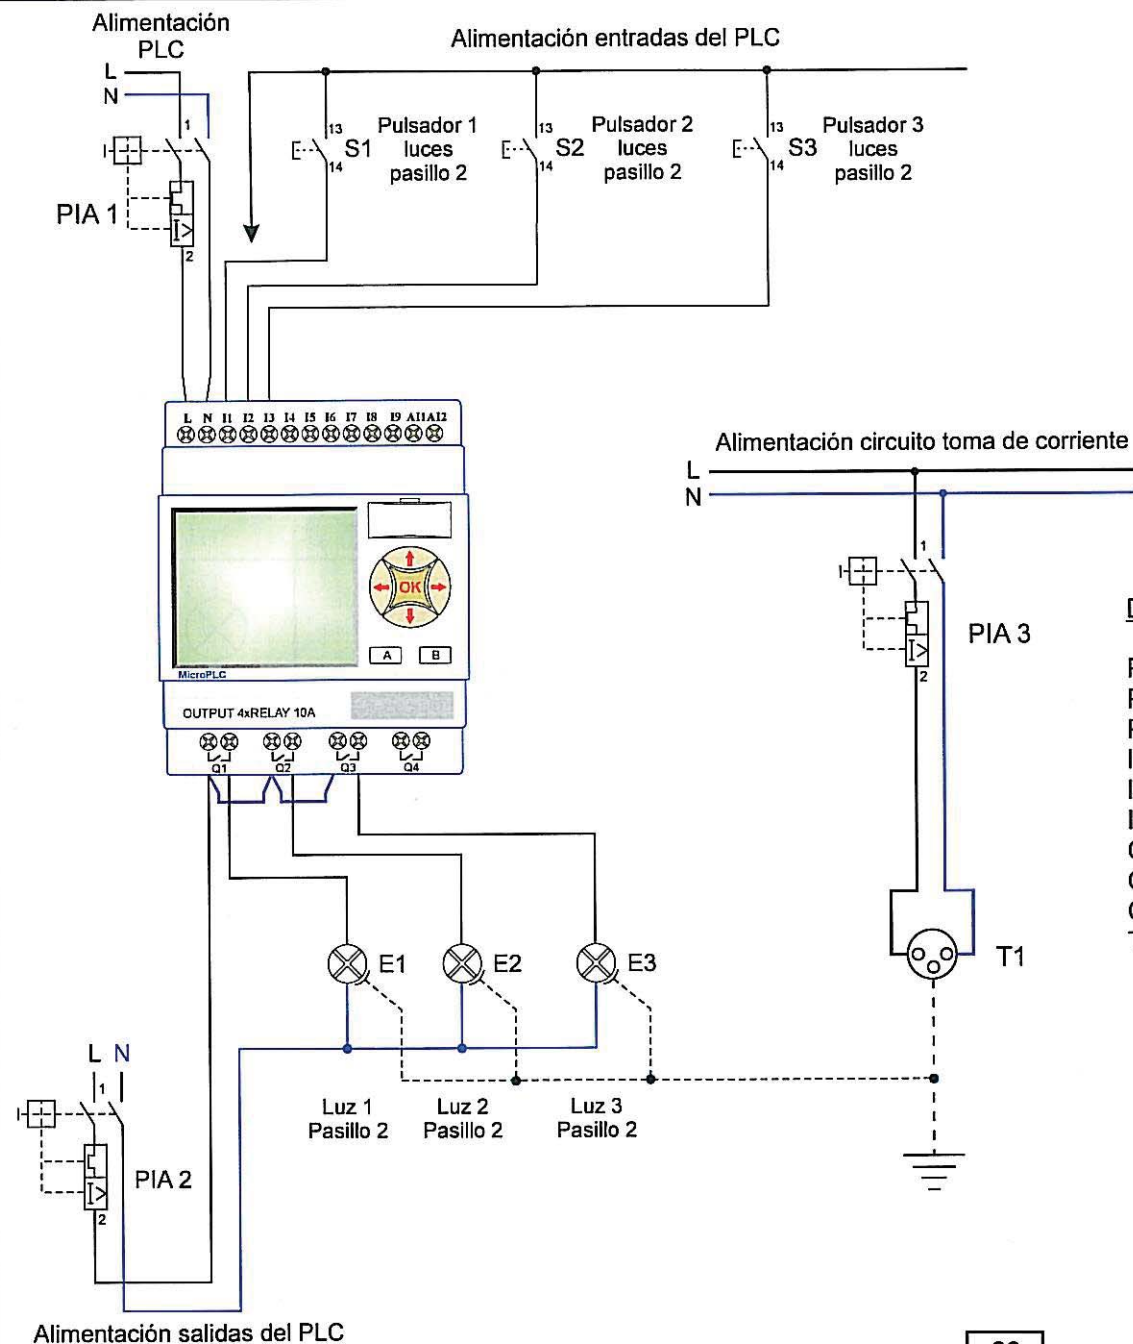 Alimentación
PLC
L
N
1
PIA 1
2
Alimentación entradas del PLC
13
S1
14
Pulsador 1
luces
pasillo 2
13
S2
14
Pulsador 2
luces
pasillo 2
13
S3
14
Pulsador 3
luces
pasillo 2
L N I1 I2 I3 I4 I5 I6 I7 I8 I9 AI1 AI2
OK
A B
MicroPLC
OUTPUT 4xRELAY 10A
Q1 Q2 Q3 Q4
Alimentación circuito toma de corriente
L
N
1
PIA 3
2
T1
E1
E2
E3
Luz 1
Pasillo 2
Luz 2
Pasillo 2
Luz 3
Pasillo 2
L N
1
PIA 2
2
Alimentación salidas del PLC